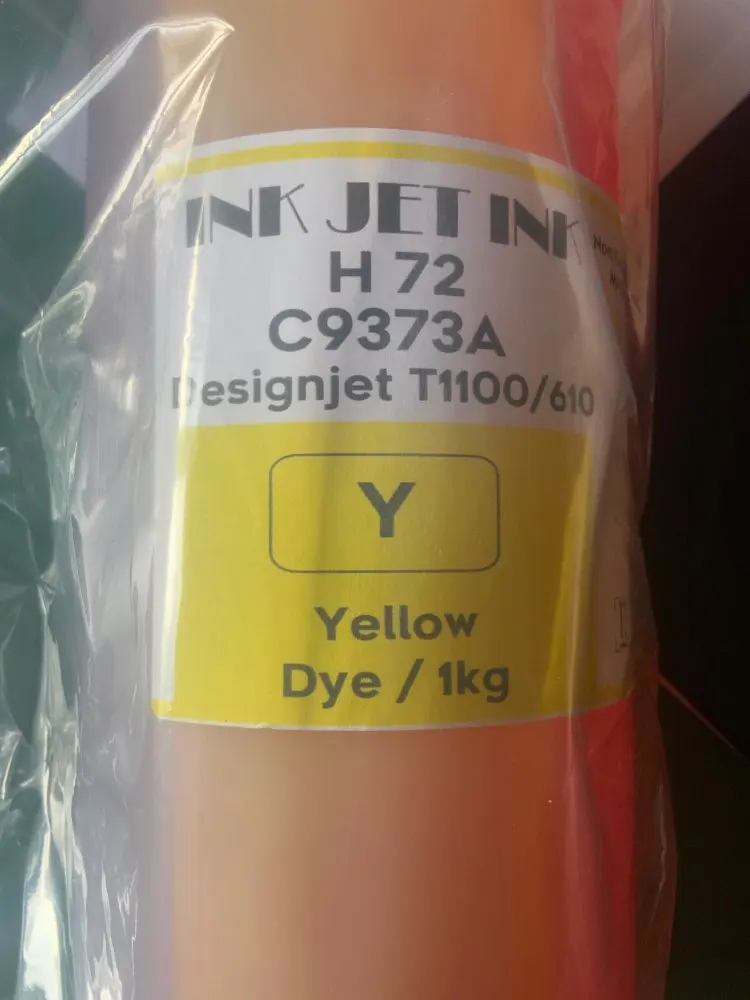 INK JET INK
H 72
C9373A
Designjet T1100/610
Y
Yellow
Dye / 1kg